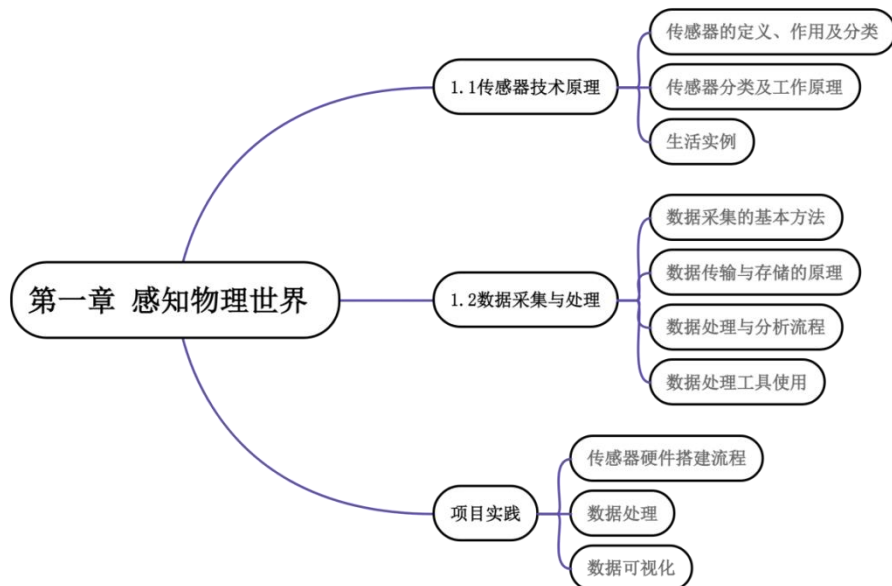 传感器的定义、作用及分类
1.1传感器技术原理
传感器分类及工作原理
生活实例
数据采集的基本方法
数据传输与存储的原理
第一章 感知物理世界
1.2数据采集与处理
数据处理与分析流程
数据处理工具使用
传感器硬件搭建流程
项目实践
数据处理
数据可视化